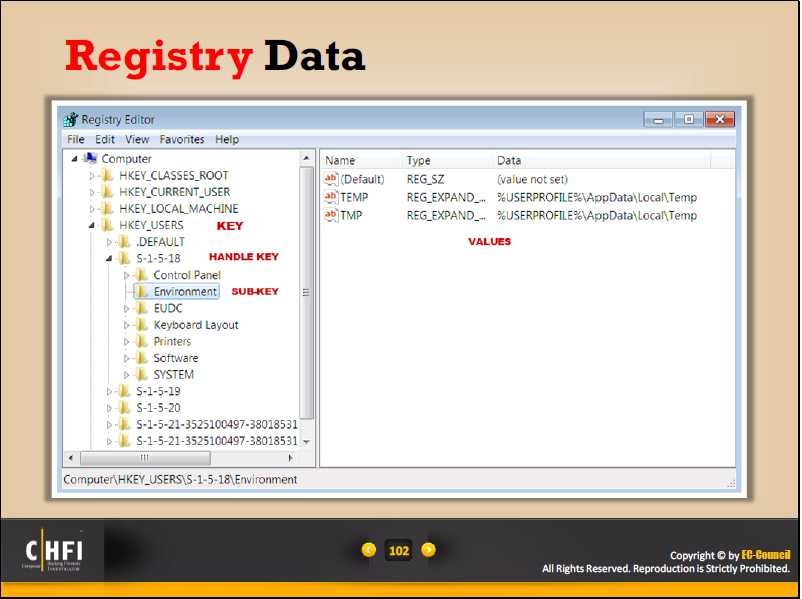 Registry Data
Registry Editor
File Edit View Favorites Help
Computer
HKEY_CLASSES_ROOT
HKEY_CURRENT_USER
HKEY_LOCAL_MACHINE
HKEY_USERS KEY
.DEFAULT
S-1-5-18 HANDLE KEY
Control Panel
Environment SUB-KEY
EUDC
Keyboard Layout
Printers
Software
SYSTEM
S-1-5-19
S-1-5-20
S-1-5-21-3525100497-38018531
S-1-5-21-3525100497-38018531
Name Type Data
(Default) REG_SZ (value not set)
TEMP REG_EXPAND_... %USERPROFILE%\AppData\Local\Temp
TMP REG_EXPAND_... %USERPROFILE%\AppData\Local\Temp
VALUES
Computer\HKEY_USERS\S-1-5-18\Environment
CHFI
Computer Hacking Forensic
INVESTIGATOR
102
Copyright © by EC-Council
All Rights Reserved. Reproduction is Strictly Prohibited.